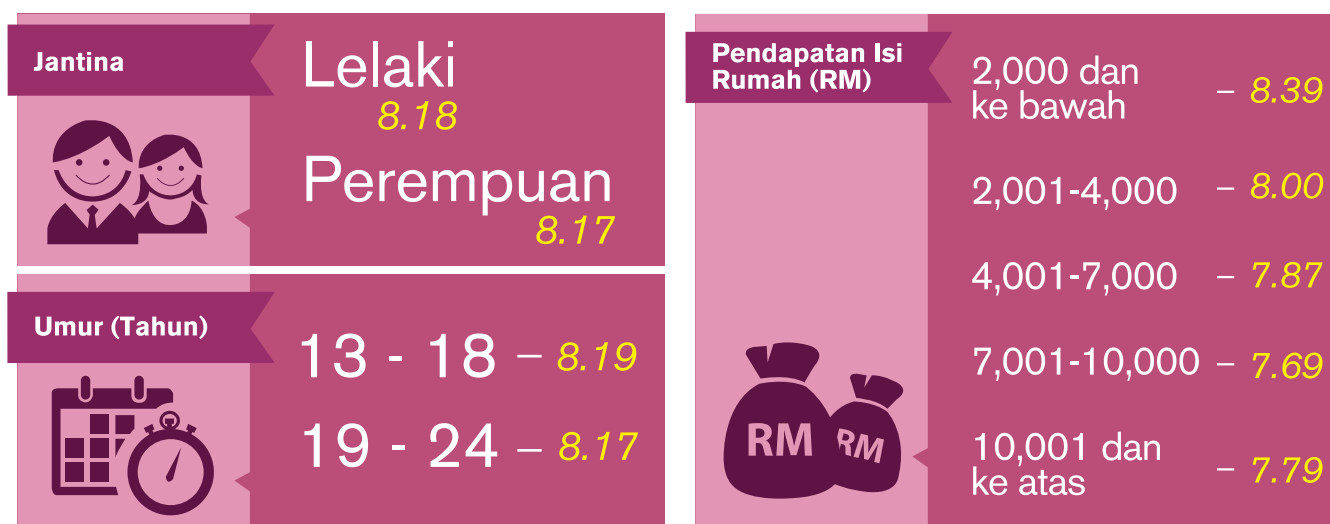 Jantina
Lelaki
8.18
Perempuan
8.17
Umur (Tahun)
13 - 18 – 8.19
19 - 24 – 8.17
Pendapatan Isi
Rumah (RM)
2,000 dan
ke bawah – 8.39
2,001-4,000 – 8.00
4,001-7,000 – 7.87
7,001-10,000 – 7.69
10,001 dan
ke atas – 7.79
RM
RM